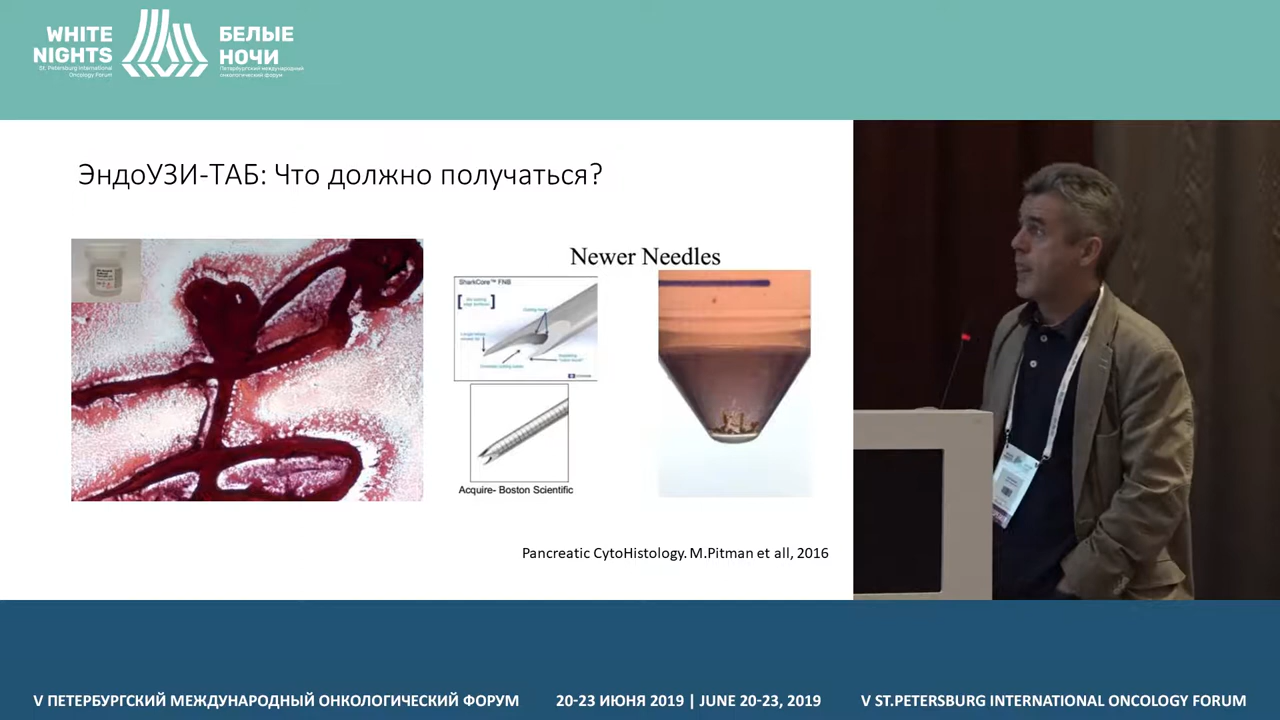 WHITE
NIGHTS
St. Petersburg International
Oncology Forum
БЕЛЫЕ
НОЧИ
Петербургский международный
онкологический форум
ЭндоУЗИ-ТАБ: Что должно получаться?
Newer Needles
SharkCore™ FNB
Acquire- Boston Scientific
Pancreatic CytoHistology. M.Pitman et all, 2016
V ПЕТЕРБУРГСКИЙ МЕЖДУНАРОДНЫЙ ОНКОЛОГИЧЕСКИЙ ФОРУМ
20-23 ИЮНЯ 2019 | JUNE 20-23, 2019
V ST.PETERSBURG INTERNATIONAL ONCOLOGY FORUM